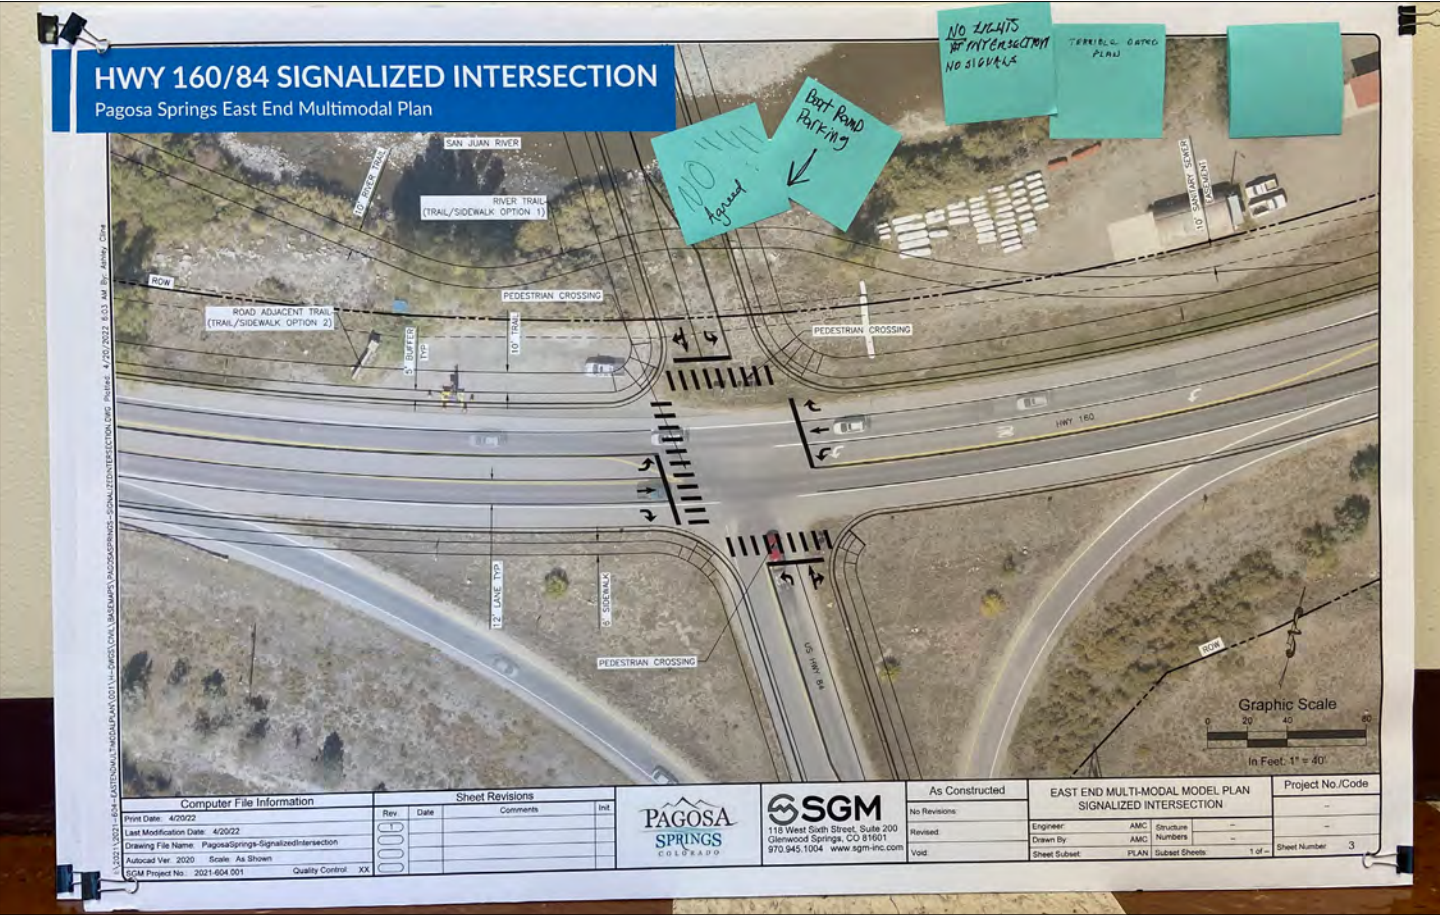 HWY 160/84 SIGNALIZED INTERSECTION
Pagosa Springs East End Multimodal Plan
NO LIGHTS
AT INTERSECTION
NO SIGNALS
TERRIBLE DATED
PLAN
NO
Agreed !
Boat Ramp
Parking
SAN JUAN RIVER
10' RIVER TRAIL
RIVER TRAIL
(TRAIL/SIDEWALK OPTION 1)
10' SANITARY SEWER
EASEMENT
ROW
ROAD ADJACENT TRAIL
(TRAIL/SIDEWALK OPTION 2)
PEDESTRIAN CROSSING
5' BUFFER
TYP
10' TRAIL
PEDESTRIAN CROSSING
HWY 160
12' LANE TYP.
6' SIDEWALK
PEDESTRIAN CROSSING
US HWY 84
ROW
Graphic Scale
0 20 40 80
In Feet: 1" = 40'
Computer File Information
Print Date: 4/20/22
Last Modification Date: 4/20/22
Drawing File Name: PagosaSprings-SignalizedIntersection
Autocad Ver. 2020 Scale: As Shown
SGM Project No. 2021-604.001 Quality Control: XX
Sheet Revisions
Rev. Date Comments Init.
PAGOSA
SPRINGS
COLORADO
SGM
118 West Sixth Street, Suite 200
Glenwood Springs, CO 81601
970.945.1004 www.sgm-inc.com
As Constructed
No Revisions:
Revised:
Void:
EAST END MULTI-MODAL MODEL PLAN
SIGNALIZED INTERSECTION
Engineer: AMC
Drawn By: AMC
Sheet Subset: PLAN
Structure
Numbers
Subset Sheets: 1 of –
Project No./Code
Sheet Number 3